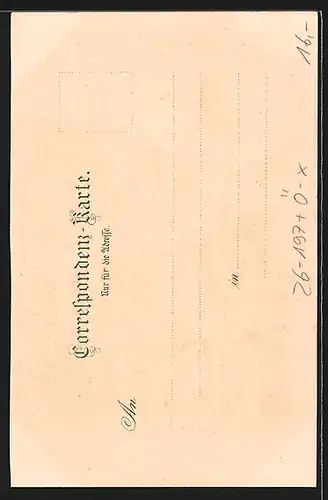 Correspondenz-Karte.
Nur für die Adresse.
An
in
16,-
26-197+Ö-x